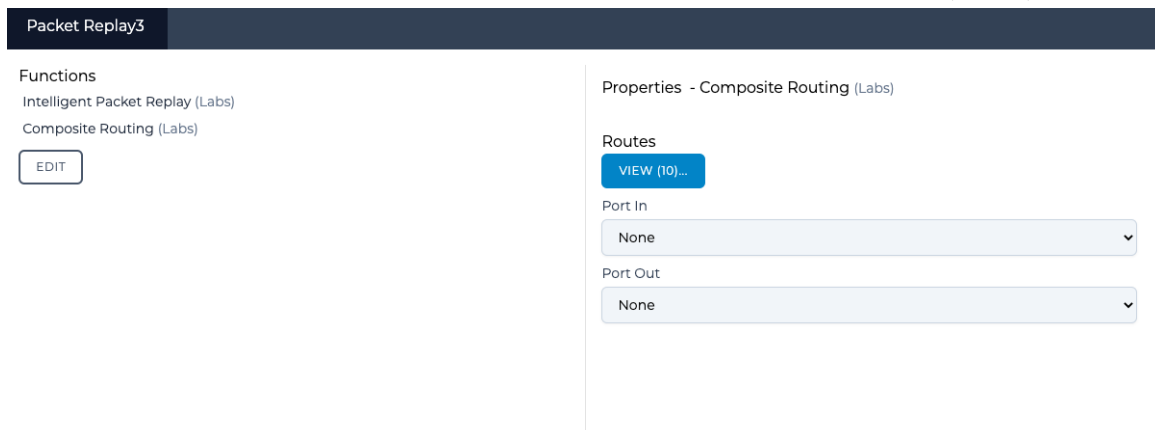 Packet Replay3
Functions
Intelligent Packet Replay (Labs)
Composite Routing (Labs)
EDIT
Properties - Composite Routing (Labs)
Routes
VIEW (10)...
Port In
None
Port Out
None